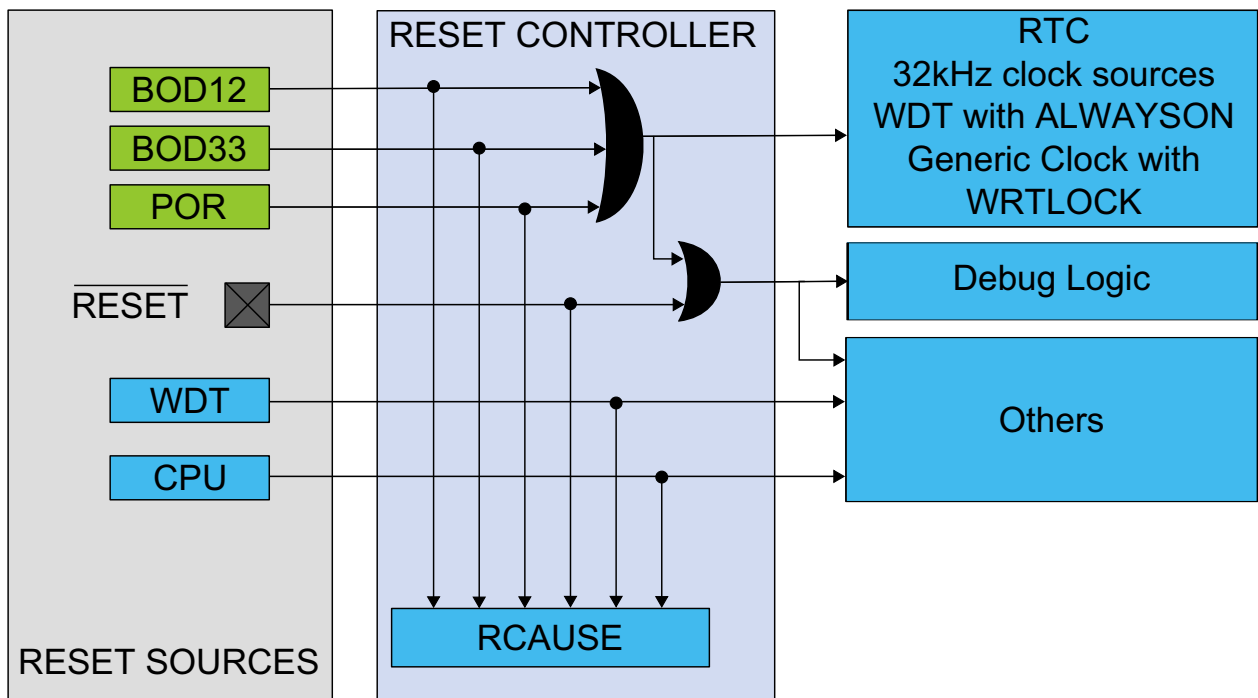 RESET SOURCES
BOD12
BOD33
POR
RESET
WDT
CPU
RESET CONTROLLER
RCAUSE
RTC
32kHz clock sources
WDT with ALWAYSON
Generic Clock with
WRTLOCK
Debug Logic
Others